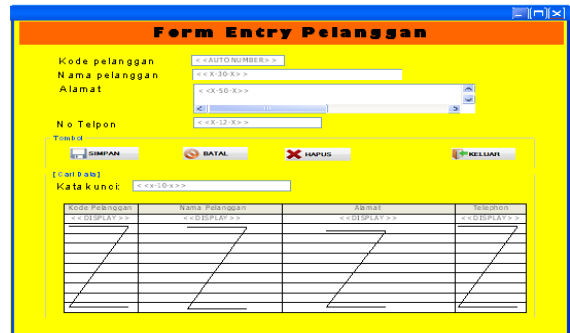 Form Entry Pelanggan
Kode pelanggan <<AUTONUMBER>>
Nama pelanggan <<X-30-X>>
Alamat <<X-50-X>>
No Telpon <<X-12-X>>
Tombol
SIMPAN BATAL HAPUS KELUAR
[Cari Data]
Kata kunci: <<x-10-x>>
Kode Pelanggan Nama Pelanggan Alamat Telephon
<<DISPLAY>> <<DISPLAY>> <<DISPLAY>> <<DISPLAY>>